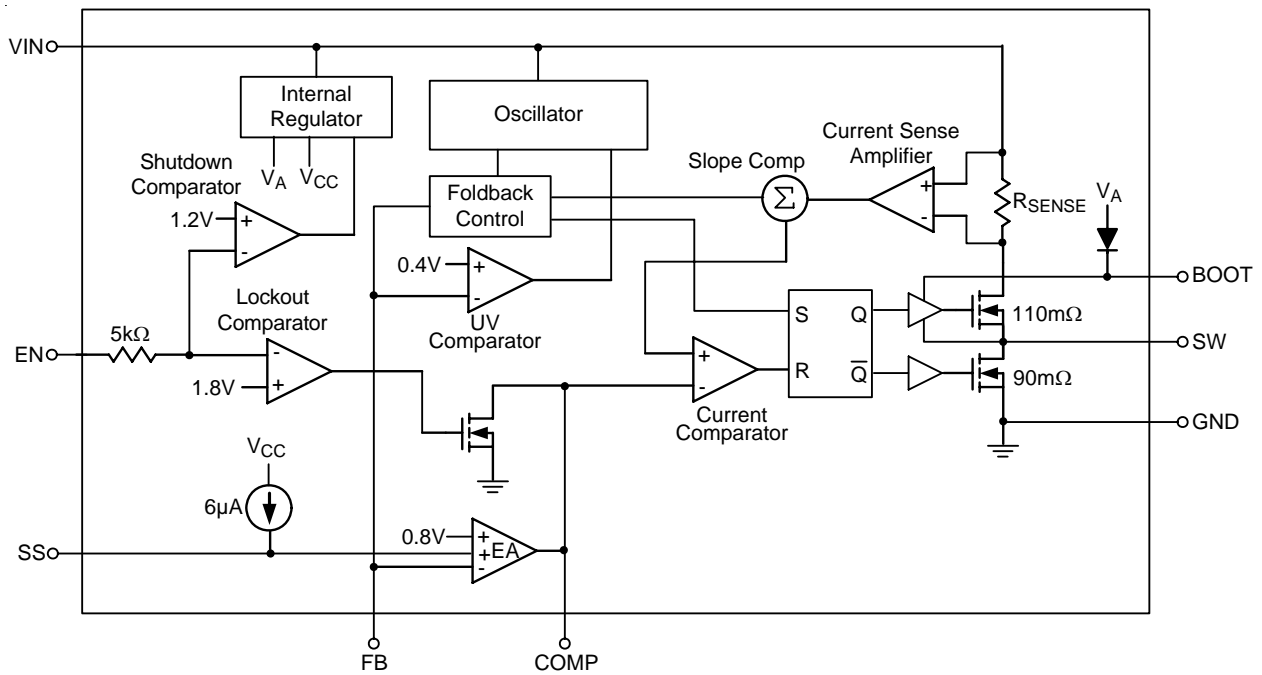 VIN
Internal
Regulator
Oscillator
Current Sense
Amplifier
Shutdown
Comparator
VA
VCC
Slope Comp
Foldback
Control
Σ
+
-
RSENSE
VA
1.2V
+
-
0.4V
+
-
BOOT
Lockout
Comparator
UV
Comparator
S
Q
110mΩ
EN
5kΩ
-
+
1.8V
SW
+
-
R
Q̅
90mΩ
Current
Comparator
GND
VCC
6µA
SS
0.8V
+
+
-
EA
FB
COMP